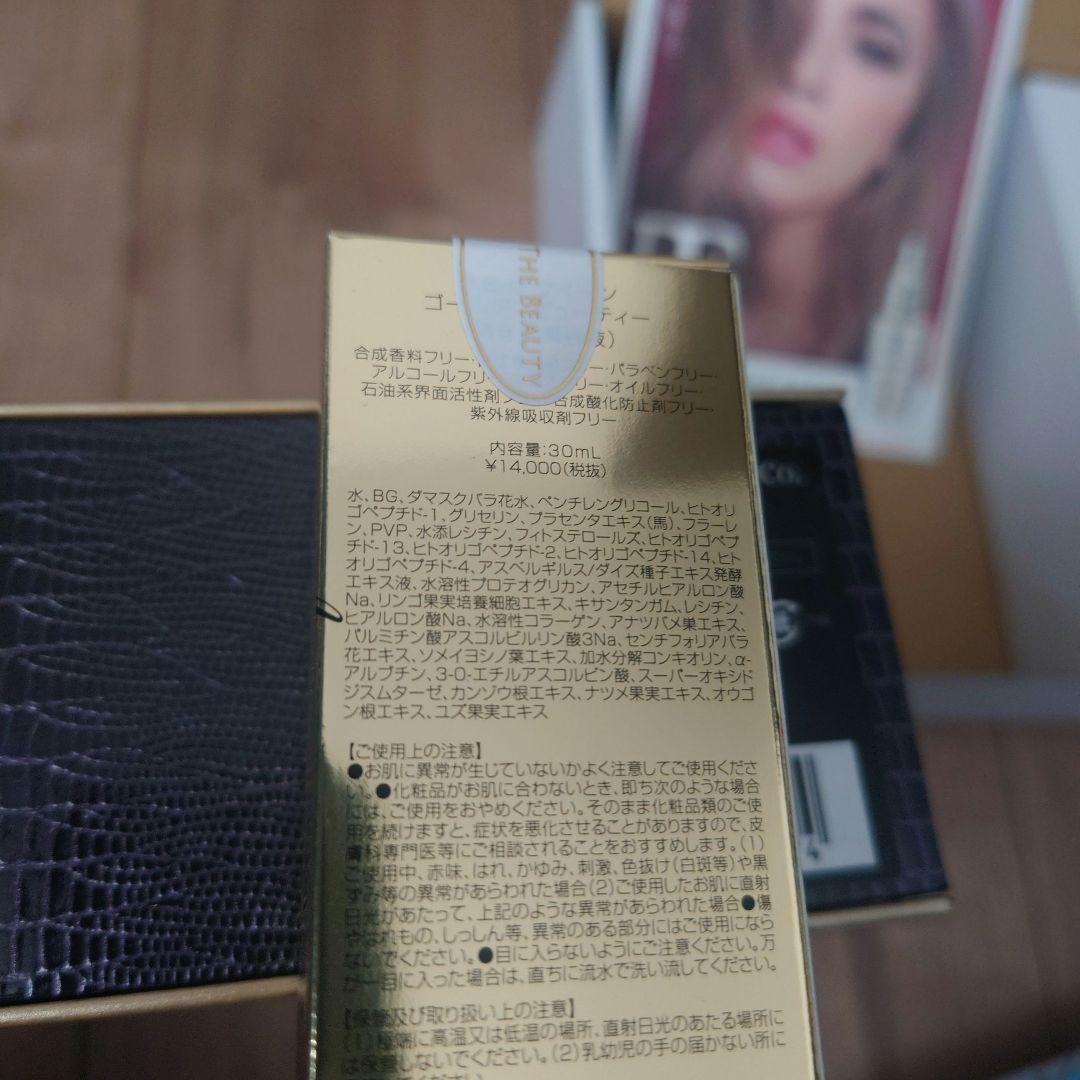 THE BEAUTY
ン
ゴー ティー
液）
合成香料フリー・ ー・パラベンフリー・
アルコールフリ リー・オイルフリー・
石油系界面活性剤フ 合成酸化防止剤フリー・
紫外線吸収剤フリー
内容量:30mL
¥14,000(税抜)
水、BG、ダマスクバラ花水、ペンチレングリコール、ヒトオリ
ゴペプチド-1、グリセリン、プラセンタエキス(馬)、フラーレ
ン、PVP、水添レシチン、フィトステロールズ、ヒトオリゴペプ
チド-13、ヒトオリゴペプチド-2、ヒトオリゴペプチド-14、ヒト
オリゴペプチド-4、アスペルギルス/ダイズ種子エキス発酵
エキス液、水溶性プロテオグリカン、アセチルヒアルロン酸
Na、リンゴ果実培養細胞エキス、キサンタンガム、レシチン、
ヒアルロン酸Na、水溶性コラーゲン、アナツバメ巣エキス、
パルミチン酸アスコルビルリン酸3Na、センチフォリアバラ
花エキス、ソメイヨシノ葉エキス、加水分解コンキオリン、α-
アルブチン、3-O-エチルアスコルビン酸、スーパーオキシド
ジスムターゼ、カンゾウ根エキス、ナツメ果実エキス、オウゴ
ン根エキス、ユズ果実エキス
【ご使用上の注意】
●お肌に異常が生じていないかよく注意してご使用くださ
い。●化粧品がお肌に合わないとき、即ち次のような場合
には、ご使用をおやめください。そのまま化粧品類のご使
用を続けますと、症状を悪化させることがありますので、皮
膚科専門医等にご相談されることをおすすめします。(1)
ご使用中、赤味、はれ、かゆみ、刺激、色抜け(白斑等)や黒
ずみ等の異常があらわれた場合(2)ご使用したお肌に直射
日光があたって、上記のような異常があらわれた場合●傷
やはれもの、しっしん等、異常のある部分にはご使用になら
ないでください。●目に入らないようにご注意ください。万
が一目に入った場合は、直ちに流水で洗い流してください。
【保管及び取り扱い上の注意】
(1)極端に高温又は低温の場所、直射日光のあたる場所に
は保管しないでください。(2)乳幼児の手の届かない所に
ください。
Co.
4